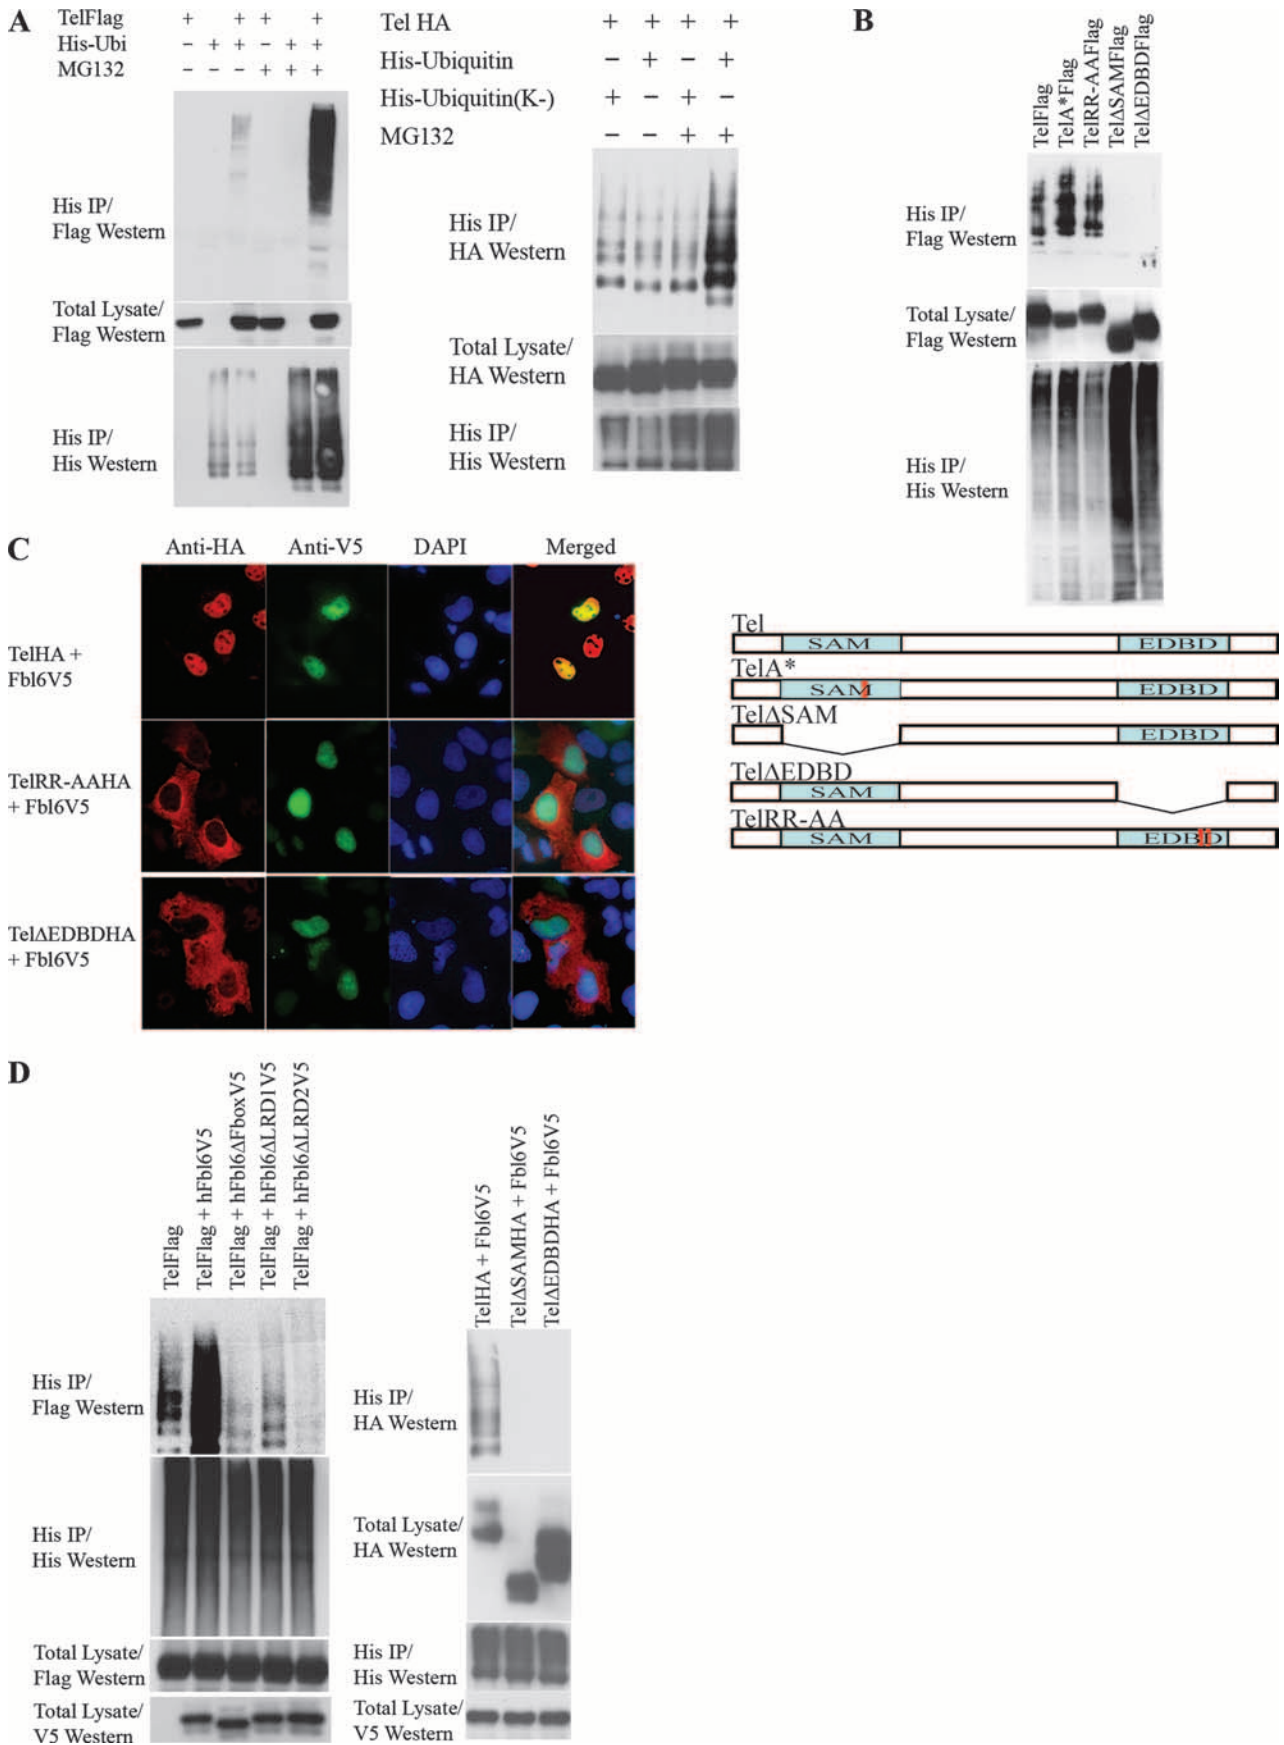 A
TelFlag - - + + - +
His-Ubi - + + - + +
MG132 - - - + + +
His IP/
Flag Western
Total Lysate/
Flag Western
His IP/
His Western
Tel HA + + + +
His-Ubiquitin - + - +
His-Ubiquitin(K-) + - + -
MG132 - - + +
His IP/
HA Western
Total Lysate/
HA Western
His IP/
His Western
B
TelFlag
TelA*Flag
TelRR-AAFlag
TelΔSAMFlag
TelΔEDBDFlag
His IP/
Flag Western
Total Lysate/
Flag Western
His IP/
His Western
Tel
SAM EDBD
TelA*
SAM EDBD
TelΔSAM
EDBD
TelΔEDBD
SAM
TelRR-AA
SAM EDBD
C
Anti-HA Anti-V5 DAPI Merged
TelHA +
Fbl6V5
TelRR-AAHA
+ Fbl6V5
TelΔEDBDHA
+ Fbl6V5
D
TelFlag
TelFlag + hFbl6V5
TelFlag + hFbl6ΔFboxV5
TelFlag + hFbl6ΔLRD1V5
TelFlag + hFbl6ΔLRD2V5
His IP/
Flag Western
His IP/
His Western
Total Lysate/
Flag Western
Total Lysate/
V5 Western
TelHA + Fbl6V5
TelΔSAMHA + Fbl6V5
TelΔEDBDHA + Fbl6V5
His IP/
HA Western
Total Lysate/
HA Western
His IP/
His Western
Total Lysate/
V5 Western